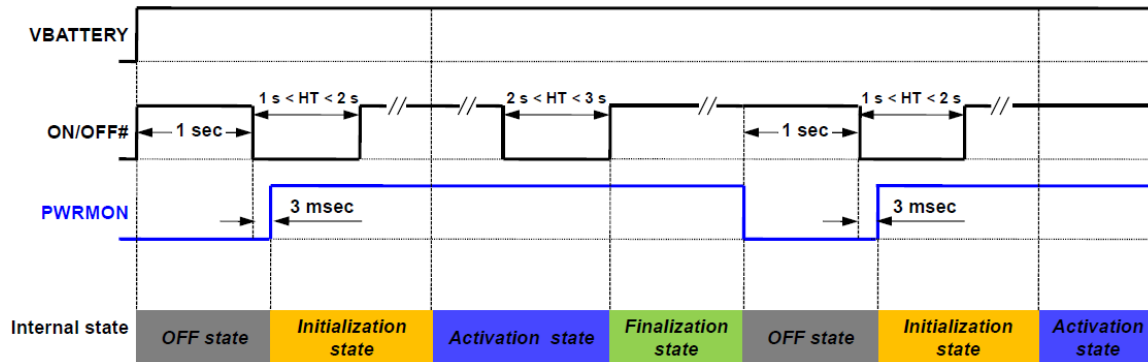 VBATTERY
1 s < HT < 2 s
2 s < HT < 3 s
1 s < HT < 2 s
ON/OFF#
1 sec
1 sec
PWRMON
3 msec
3 msec
Internal state
OFF state
Initialization
state
Activation state
Finalization
state
OFF state
Initialization
state
Activation
state